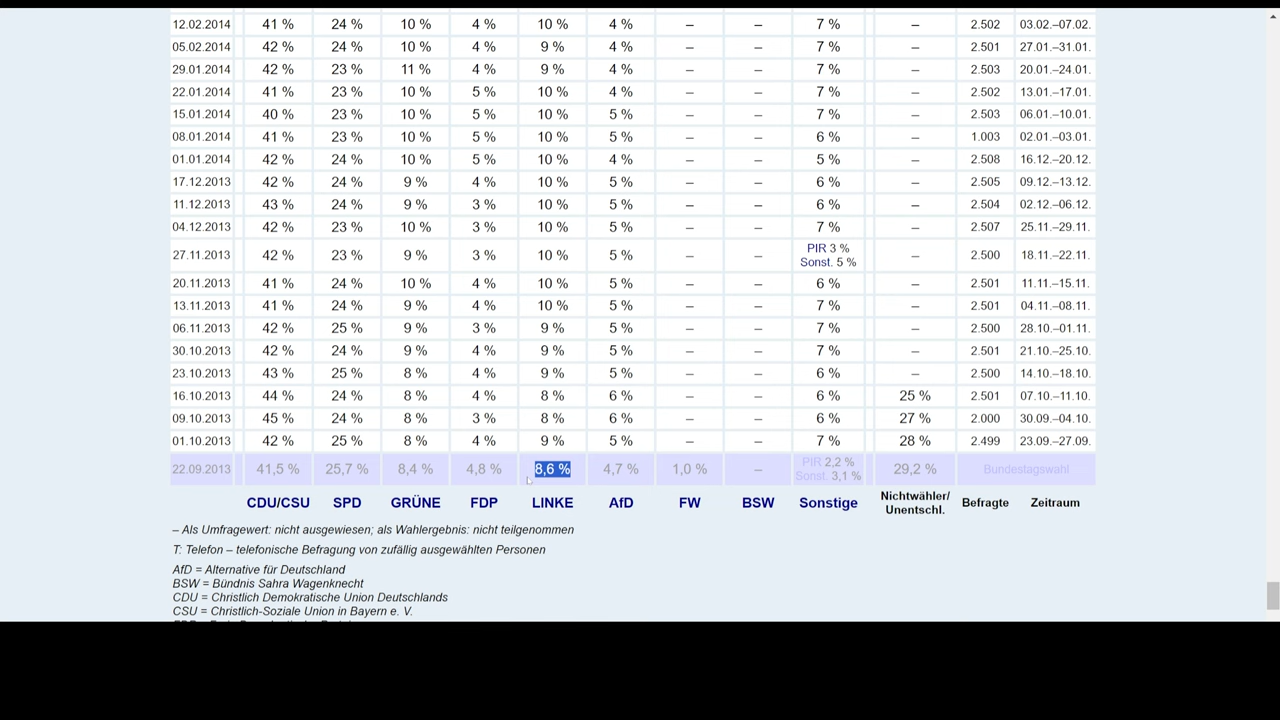 12.02.2014 41 % 24 % 10 % 4 % 10 % 4 % – – 7 % – 2.502 03.02.–07.02.
05.02.2014 42 % 24 % 10 % 4 % 9 % 4 % – – 7 % – 2.501 27.01.–31.01.
29.01.2014 42 % 23 % 11 % 4 % 9 % 4 % – – 7 % – 2.503 20.01.–24.01.
22.01.2014 41 % 23 % 10 % 5 % 10 % 4 % – – 7 % – 2.502 13.01.–17.01.
15.01.2014 40 % 23 % 10 % 5 % 10 % 5 % – – 7 % – 2.503 06.01.–10.01.
08.01.2014 41 % 23 % 10 % 5 % 10 % 5 % – – 6 % – 1.003 02.01.–03.01.
01.01.2014 42 % 24 % 10 % 5 % 10 % 4 % – – 5 % – 2.508 16.12.–20.12.
17.12.2013 42 % 24 % 9 % 4 % 10 % 5 % – – 6 % – 2.505 09.12.–13.12.
11.12.2013 43 % 24 % 9 % 3 % 10 % 5 % – – 6 % – 2.504 02.12.–06.12.
04.12.2013 42 % 23 % 10 % 3 % 10 % 5 % – – 7 % – 2.507 25.11.–29.11.
27.11.2013 42 % 23 % 9 % 3 % 10 % 5 % – – PIR 3 % Sonst. 5 % – 2.500 18.11.–22.11.
20.11.2013 41 % 24 % 10 % 4 % 10 % 5 % – – 6 % – 2.501 11.11.–15.11.
13.11.2013 41 % 24 % 9 % 4 % 10 % 5 % – – 7 % – 2.501 04.11.–08.11.
06.11.2013 42 % 25 % 9 % 3 % 9 % 5 % – – 7 % – 2.500 28.10.–01.11.
30.10.2013 42 % 24 % 9 % 4 % 9 % 5 % – – 7 % – 2.501 21.10.–25.10.
23.10.2013 43 % 25 % 8 % 4 % 9 % 5 % – – 6 % – 2.500 14.10.–18.10.
16.10.2013 44 % 24 % 8 % 4 % 8 % 6 % – – 6 % 25 % 2.501 07.10.–11.10.
09.10.2013 45 % 24 % 8 % 3 % 8 % 6 % – – 6 % 27 % 2.000 30.09.–04.10.
01.10.2013 42 % 25 % 8 % 4 % 9 % 5 % – – 7 % 28 % 2.499 23.09.–27.09.
22.09.2013 41,5 % 25,7 % 8,4 % 4,8 % 8,6 % 4,7 % 1,0 % – PIR 2,2 % Sonst. 3,1 % 29,2 % Bundestagswahl
CDU/CSU SPD GRÜNE FDP LINKE AfD FW BSW Sonstige Nichtwähler/ Unentschl. Befragte Zeitraum
– Als Umfragewert: nicht ausgewiesen; als Wahlergebnis: nicht teilgenommen
T: Telefon – telefonische Befragung von zufällig ausgewählten Personen
AfD = Alternative für Deutschland
BSW = Bündnis Sahra Wagenknecht
CDU = Christlich Demokratische Union Deutschlands
CSU = Christlich-Soziale Union in Bayern e. V.